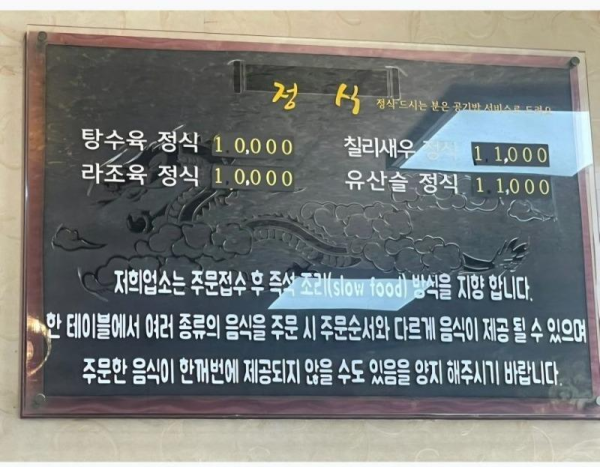 정 식 정식 드시는 분은 공기밥 서비스로 드려요
탕수육 정식 10,000 칠리새우 정식 11,000
라조육 정식 10,000 유산슬 정식 11,000
저희업소는 주문접수 후 즉석 조리(slow food) 방식을 지향 합니다.
한 테이블에서 여러 종류의 음식을 주문 시 주문순서와 다르게 음식이 제공 될 수 있으며
주문한 음식이 한꺼번에 제공되지 않을 수도 있음을 양지 해주시기 바랍니다.